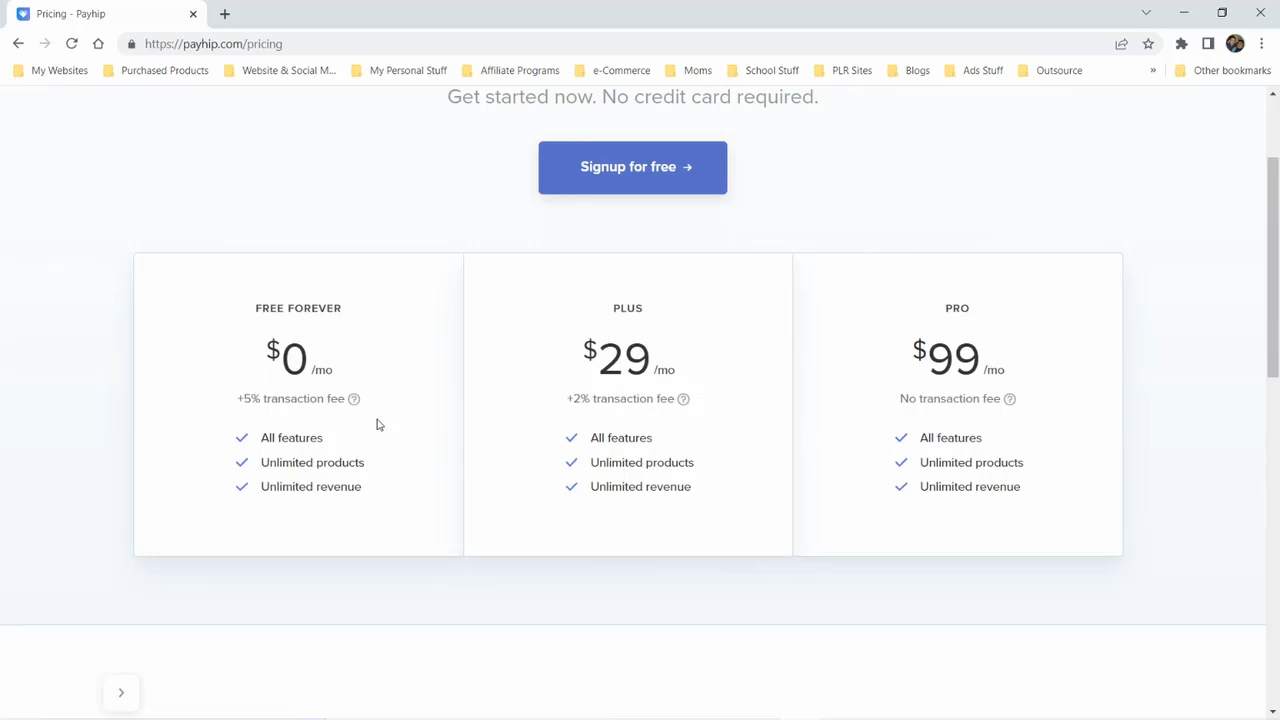 Pricing - Payhip
https://payhip.com/pricing
My Websites Purchased Products Website & Social M... My Personal Stuff Affiliate Programs e-Commerce Moms School Stuff PLR Sites Blogs Ads Stuff Outsource » Other bookmarks
Get started now. No credit card required.
Signup for free →
FREE FOREVER PLUS PRO
$0 /mo $29 /mo $99 /mo
+5% transaction fee ? +2% transaction fee ? No transaction fee ?
All features All features All features
Unlimited products Unlimited products Unlimited products
Unlimited revenue Unlimited revenue Unlimited revenue